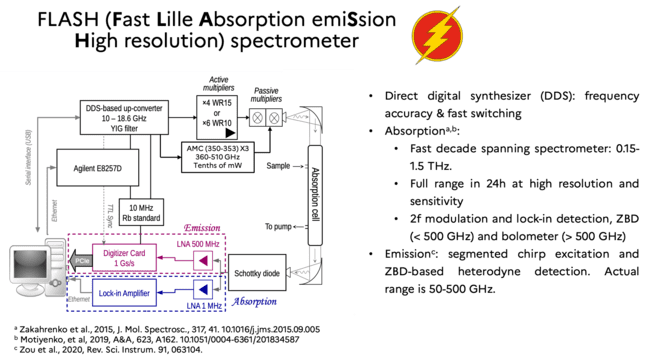 FLASH (Fast Lille Absorption emiSsion
High resolution) spectrometer
Active
multipliers
Passive
multipliers
DDS-based up-converter
10 – 18.6 GHz
YIG filter
×4 WR15
or
×6 WR10
AMC (350-353) X3
360-510 GHz
Tenths of mW
Serial interface (USB)
Agilent E8257D
Ethernet
TTL Sync
10 MHz
Rb standard
Sample
To pump
Absorption cell
Emission
LNA 500 MHz
Digitizer Card
1 Gs/s
PCIe
Schottky diode
Lock-in Amplifier
LNA 1 MHz
Ethernet
Absorption
• Direct digital synthesizer (DDS): frequency
accuracy & fast switching
• Absorptionᵃ,ᵇ:
• Fast decade spanning spectrometer: 0.15-
1.5 THz.
• Full range in 24h at high resolution and
sensitivity
• 2f modulation and lock-in detection, ZBD
(< 500 GHz) and bolometer (> 500 GHz)
• Emissionᶜ: segmented chirp excitation and
ZBD-based heterodyne detection. Actual
range is 50-500 GHz.
ᵃ Zakahrenko et al., 2015, J. Mol. Spectrosc., 317, 41. 10.1016/j.jms.2015.09.005
ᵇ Motiyenko, et al, 2019, A&A, 623, A162. 10.1051/0004-6361/201834587
ᶜ Zou et al., 2020, Rev. Sci. Instrum. 91, 063104.